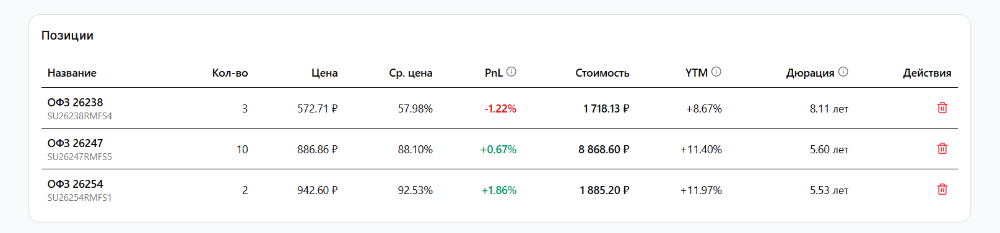 Позиции
Название Кол-во Цена Ср. цена PnL Стоимость YTM Дюрация Действия
ОФЗ 26238 3 572.71 ₽ 57.98% -1.22% 1 718.13 ₽ +8.67% 8.11 лет
SU26238RMFS4
ОФЗ 26247 10 886.86 ₽ 88.10% +0.67% 8 868.60 ₽ +11.40% 5.60 лет
SU26247RMFS5
ОФЗ 26254 2 942.60 ₽ 92.53% +1.86% 1 885.20 ₽ +11.97% 5.53 лет
SU26254RMFS1